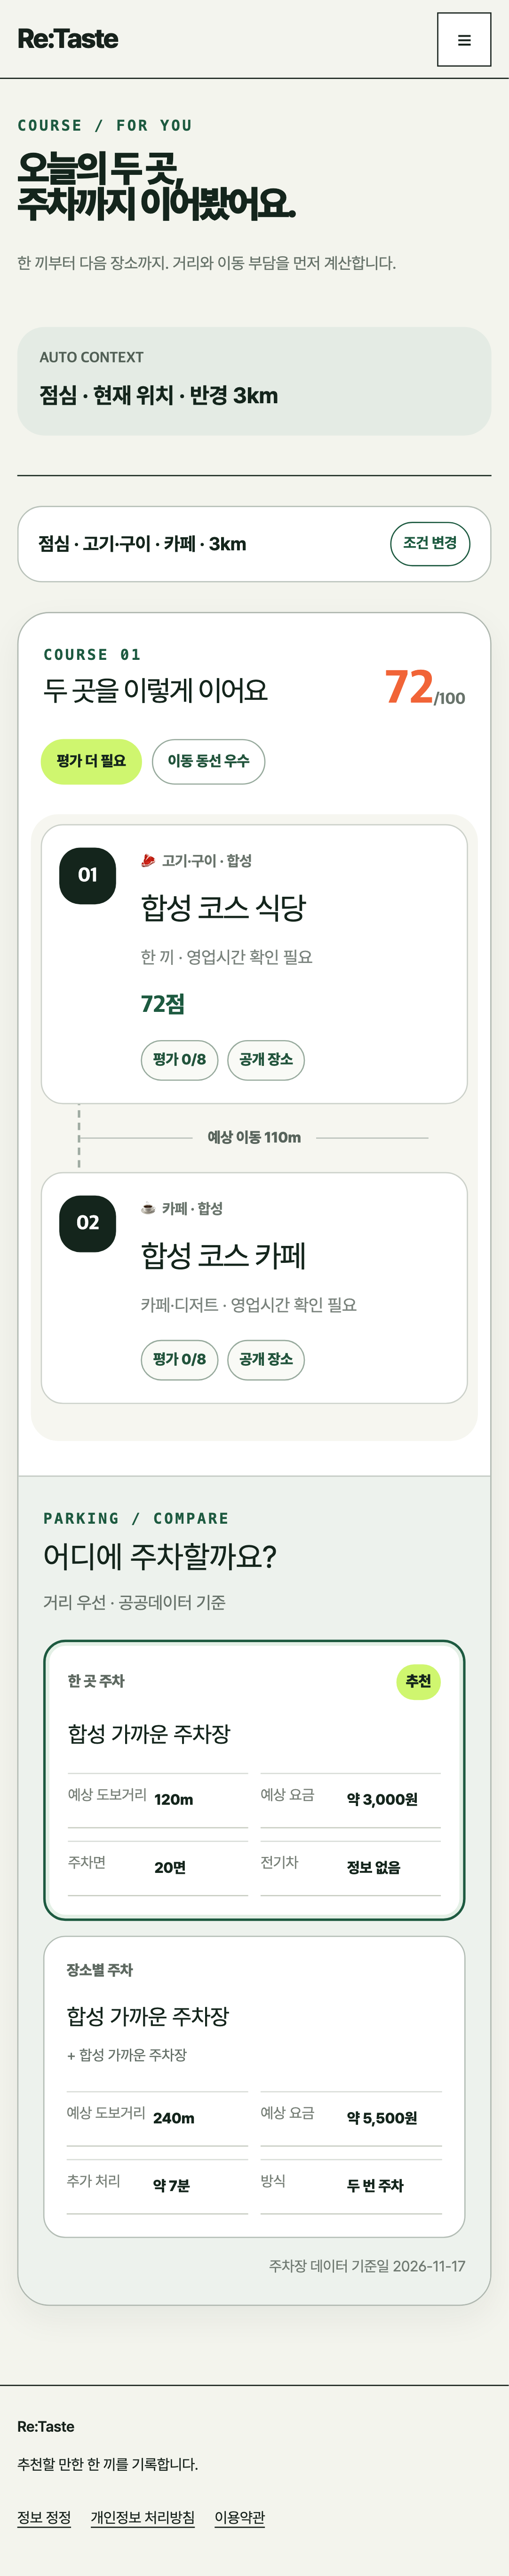 Re:Taste
COURSE / FOR YOU
오늘의 두 곳,
주차까지 이어봤어요.
한 끼부터 다음 장소까지. 거리와 이동 부담을 먼저 계산합니다.
AUTO CONTEXT
점심 · 현재 위치 · 반경 3km
점심 · 고기·구이 · 카페 · 3km
조건 변경
COURSE 01
두 곳을 이렇게 이어요
72/100
평가 더 필요
이동 동선 우수
01
고기·구이 · 합성
합성 코스 식당
한 끼 · 영업시간 확인 필요
72점
평가 0/8
공개 장소
예상 이동 110m
02
카페 · 합성
합성 코스 카페
카페·디저트 · 영업시간 확인 필요
평가 0/8
공개 장소
PARKING / COMPARE
어디에 주차할까요?
거리 우선 · 공공데이터 기준
한 곳 주차
추천
합성 가까운 주차장
예상 도보거리 120m
예상 요금 약 3,000원
주차면 20면
전기차 정보 없음
장소별 주차
합성 가까운 주차장
+ 합성 가까운 주차장
예상 도보거리 240m
예상 요금 약 5,500원
추가 처리 약 7분
방식 두 번 주차
주차장 데이터 기준일 2026-11-17
Re:Taste
추천할 만한 한 끼를 기록합니다.
정보 정정 개인정보 처리방침 이용약관